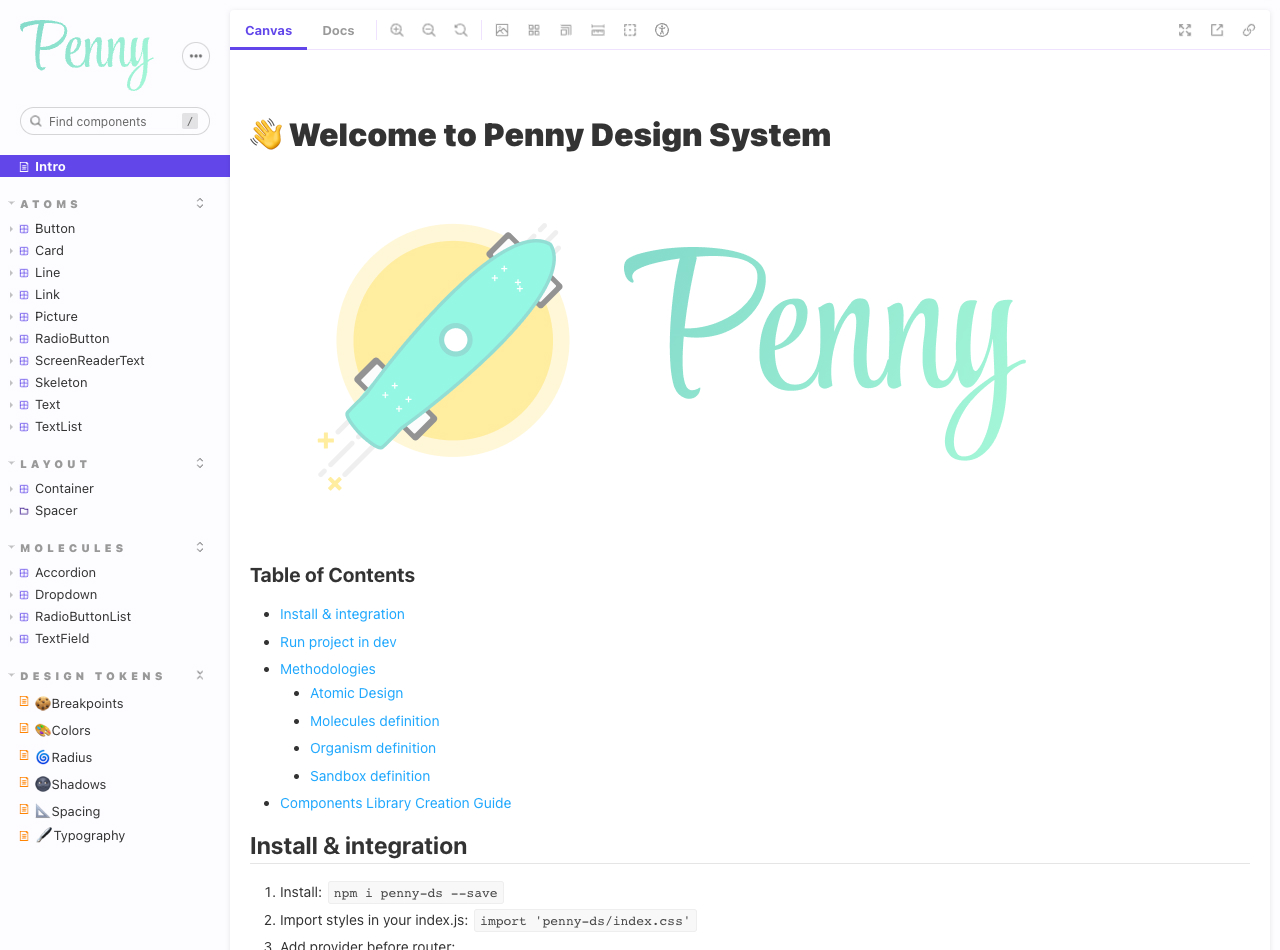 Penny
Find components /
Intro
ATOMS
Button
Card
Line
Link
Picture
RadioButton
ScreenReaderText
Skeleton
Text
TextList
LAYOUT
Container
Spacer
MOLECULES
Accordion
Dropdown
RadioButtonList
TextField
DESIGN TOKENS
🍪Breakpoints
🎨Colors
🌀Radius
🌚Shadows
📐Spacing
🖋Typography
Canvas Docs
👋 Welcome to Penny Design System
Penny
Table of Contents
• Install & integration
• Run project in dev
• Methodologies
• Atomic Design
• Molecules definition
• Organism definition
• Sandbox definition
• Components Library Creation Guide
Install & integration
1. Install: npm i penny-ds --save
2. Import styles in your index.js: import 'penny-ds/index.css'
3. Add provider before router: